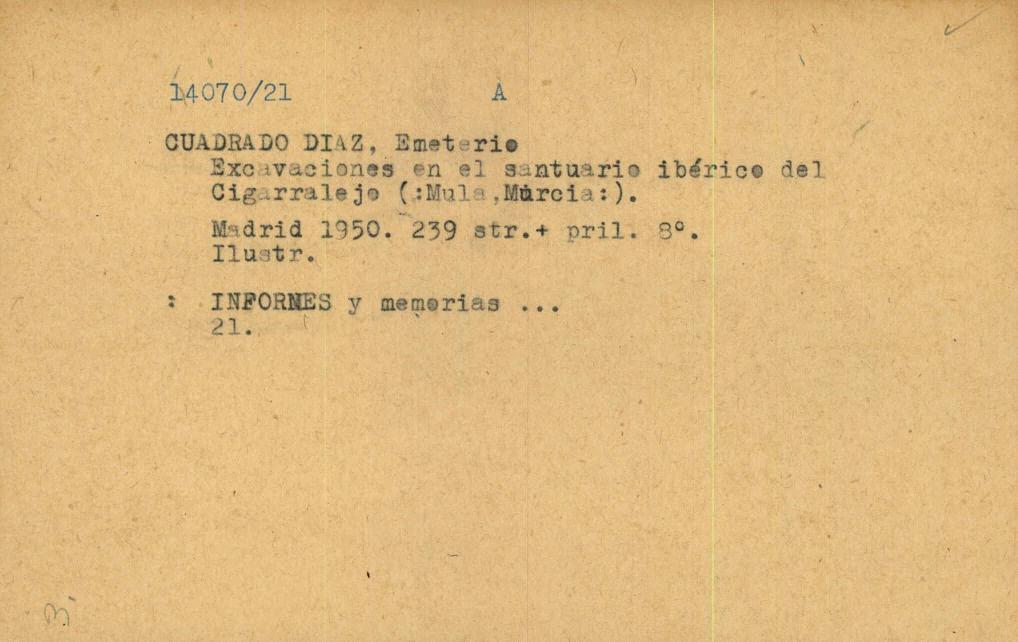 14070/21 A
CUADRADO DIAZ, Emeterio
Excavaciones en el santuario ibérico del
Cigarralejo (:Mula,Murcia:).
Madrid 1950. 239 str.+ pril. 8°.
Ilustr.
: INFORMES y memorias ...
21.